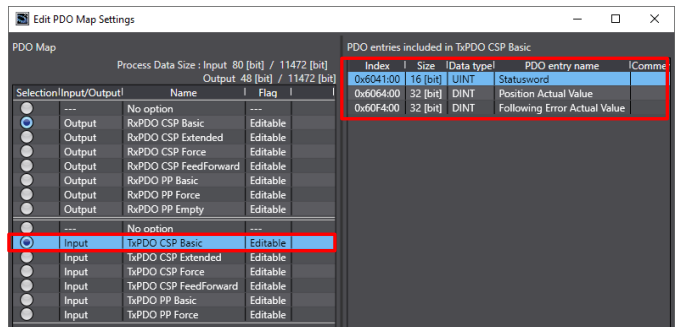 Edit PDO Map Settings
PDO Map
Process Data Size : Input 80 [bit] / 11472 [bit]
Output 48 [bit] / 11472 [bit]
Selection Input/Output Name Flag
--- No option ---
Output RxPDO CSP Basic Editable
Output RxPDO CSP Extended Editable
Output RxPDO CSP Force Editable
Output RxPDO CSP FeedForward Editable
Output RxPDO PP Basic Editable
Output RxPDO PP Force Editable
Output RxPDO PP Empty Editable
--- No option ---
Input TxPDO CSP Basic Editable
Input TxPDO CSP Extended Editable
Input TxPDO CSP Force Editable
Input TxPDO CSP FeedForward Editable
Input TxPDO PP Basic Editable
Input TxPDO PP Force Editable
PDO entries included in TxPDO CSP Basic
Index Size Data type PDO entry name Comme
0x6041:00 16 [bit] UINT Statusword
0x6064:00 32 [bit] DINT Position Actual Value
0x60F4:00 32 [bit] DINT Following Error Actual Value